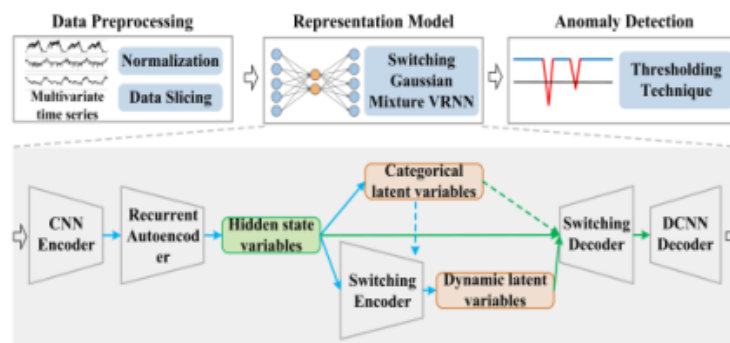 Data Preprocessing
Representation Model
Anomaly Detection
Normalization
Data Slicing
Multivariate
time series
Switching
Gaussian
Mixture VRNN
Thresholding
Technique
CNN
Encoder
Recurrent
Autoencod
er
Hidden state
variables
Categorical
latent variables
Switching
Encoder
Dynamic latent
variables
Switching
Decoder
DCNN
Decoder